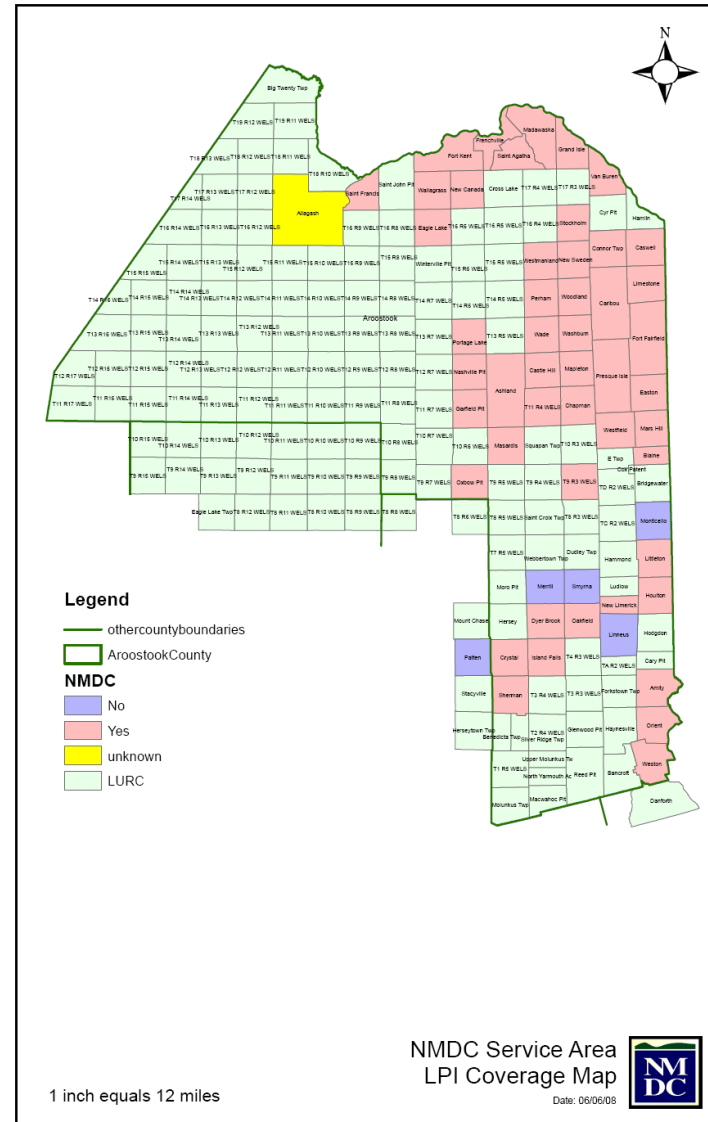 N
Big Twenty Twp
T19 R12 WELS T19 R11 WELS
Madawaska
Frenchville
Grand Isle
Fort Kent
Saint Agatha
T18 R13 WELS T18 R12 WELS T18 R11 WELS
T18 R10 WELS
Van Buren
Saint Francis
Saint John Plt
Wallagrass
New Canada
Cross Lake
T17 R4 WELS
T17 R3 WELS
T17 R14 WELS
T17 R13 WELS T17 R12 WELS
Allagash
Cyr Plt
Hamlin
T16 R14 WELS T16 R13 WELS T16 R12 WELS
T16 R9 WELS T16 R8 WELS
Eagle Lake
T16 R6 WELS
T16 R5 WELS
T16 R4 WELS
Stockholm
Connor Twp
Caswell
T15 R15 WELS
T15 R14 WELS T15 R13 WELS
T15 R12 WELS
T15 R11 WELS T15 R10 WELS T15 R9 WELS
T15 R8 WELS
Winterville Plt
T15 R6 WELS
T15 R5 WELS
Westmanland
New Sweden
Limestone
T14 R16 WELS
T14 R15 WELS
T14 R14 WELS
T14 R13 WELS T14 R12 WELS T14 R11 WELS T14 R10 WELS T14 R9 WELS T14 R8 WELS
T14 R7 WELS
T14 R6 WELS
T14 R5 WELS
Perham
Woodland
Caribou
Aroostook
T13 R16 WELS
T13 R15 WELS
T13 R14 WELS
T13 R13 WELS
T13 R12 WELS
T13 R11 WELS T13 R10 WELS T13 R9 WELS T13 R8 WELS
T13 R7 WELS
Portage Lake
T13 R5 WELS
Wade
Washburn
Fort Fairfield
T12 R17 WELS
T12 R16 WELS
T12 R15 WELS
T12 R14 WELS
T12 R13 WELS T12 R12 WELS T12 R11 WELS T12 R10 WELS T12 R9 WELS T12 R8 WELS
T12 R7 WELS
Nashville Plt
Castle Hill
Mapleton
Presque Isle
Ashland
Easton
T11 R17 WELS
T11 R16 WELS
T11 R15 WELS
T11 R14 WELS
T11 R13 WELS
T11 R12 WELS
T11 R11 WELS T11 R10 WELS T11 R9 WELS
T11 R8 WELS
T11 R7 WELS
Garfield Plt
T11 R4 WELS
Chapman
Westfield
Mars Hill
T10 R15 WELS
T10 R14 WELS
T10 R13 WELS
T10 R12 WELS
T10 R11 WELS T10 R10 WELS T10 R9 WELS
T10 R8 WELS
T10 R7 WELS
T10 R6 WELS
Masardis
Squapan Twp
T10 R3 WELS
E Twp
Blaine
Cox Patent
T9 R15 WELS
T9 R14 WELS
T9 R13 WELS
T9 R12 WELS
T9 R11 WELS T9 R10 WELS T9 R9 WELS T9 R8 WELS
T9 R7 WELS
Oxbow Plt
T9 R5 WELS
T9 R4 WELS
T9 R3 WELS
TD R2 WELS
Bridgewater
Eagle Lake Twp
T8 R12 WELS T8 R11 WELS T8 R10 WELS T8 R9 WELS T8 R8 WELS
T8 R6 WELS
T8 R5 WELS
Saint Croix Twp
T8 R3 WELS
TD R2 WELS
Monticello
T7 R5 WELS
Webbertown Twp
Dudley Twp
Hammond
Littleton
Moro Plt
Merrill
Smyrna
Ludlow
Houlton
New Limerick
Mount Chase
Hersey
Dyer Brook
Oakfield
Linneus
Hodgdon
Patten
Crystal
Island Falls
T4 R3 WELS
TA R2 WELS
Cary Plt
Stacyville
Sherman
T3 R4 WELS
T3 R3 WELS
Forkstown Twp
Amity
Herseytown Twp
Benedicta Twp
T2 R4 WELS
Silver Ridge Twp
Glenwood Plt
Haynesville
Orient
Upper Molunkus Tw
T1 R5 WELS
North Yarmouth Ac
Reed Plt
Bancroft
Weston
Molunkus Twp
Macwahoc Plt
Danforth
Legend
othercountyboundaries
AroostookCounty
NMDC
No
Yes
unknown
LURC
NMDC Service Area
LPI Coverage Map
Date: 06/06/08
NM
DC
1 inch equals 12 miles